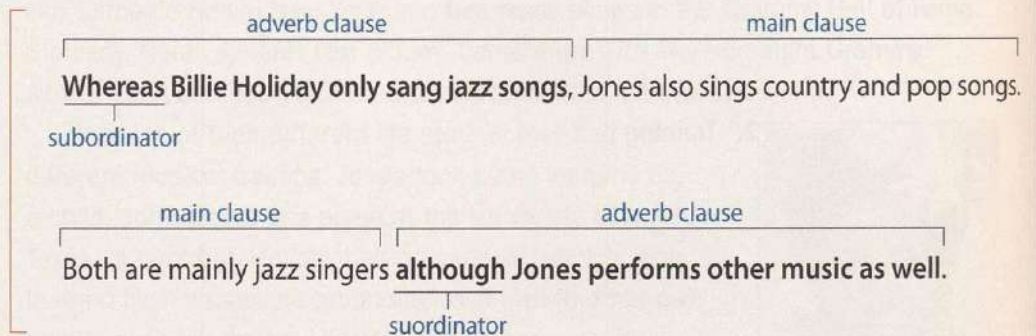 adverb clause main clause
Whereas Billie Holiday only sang jazz songs, Jones also sings country and pop songs.
subordinator
main clause adverb clause
Both are mainly jazz singers although Jones performs other music as well.
suordinator